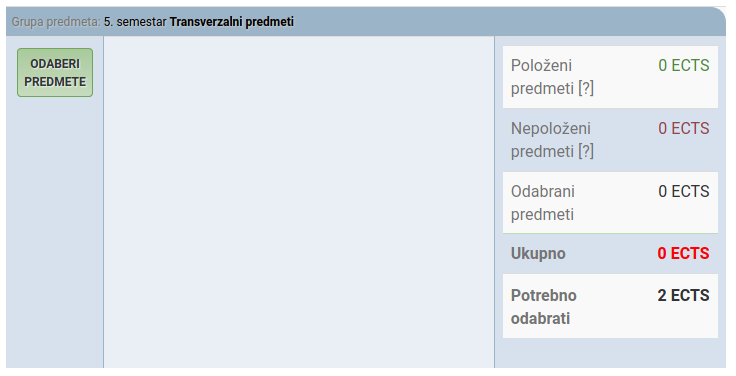 Grupa predmeta: 5. semestar Transverzalni predmeti
ODABERI
PREDMETE
Položeni
predmeti [?]
0 ECTS
Nepoloženi
predmeti [?]
0 ECTS
Odabrani
predmeti
0 ECTS
Ukupno
0 ECTS
Potrebno
odabrati
2 ECTS